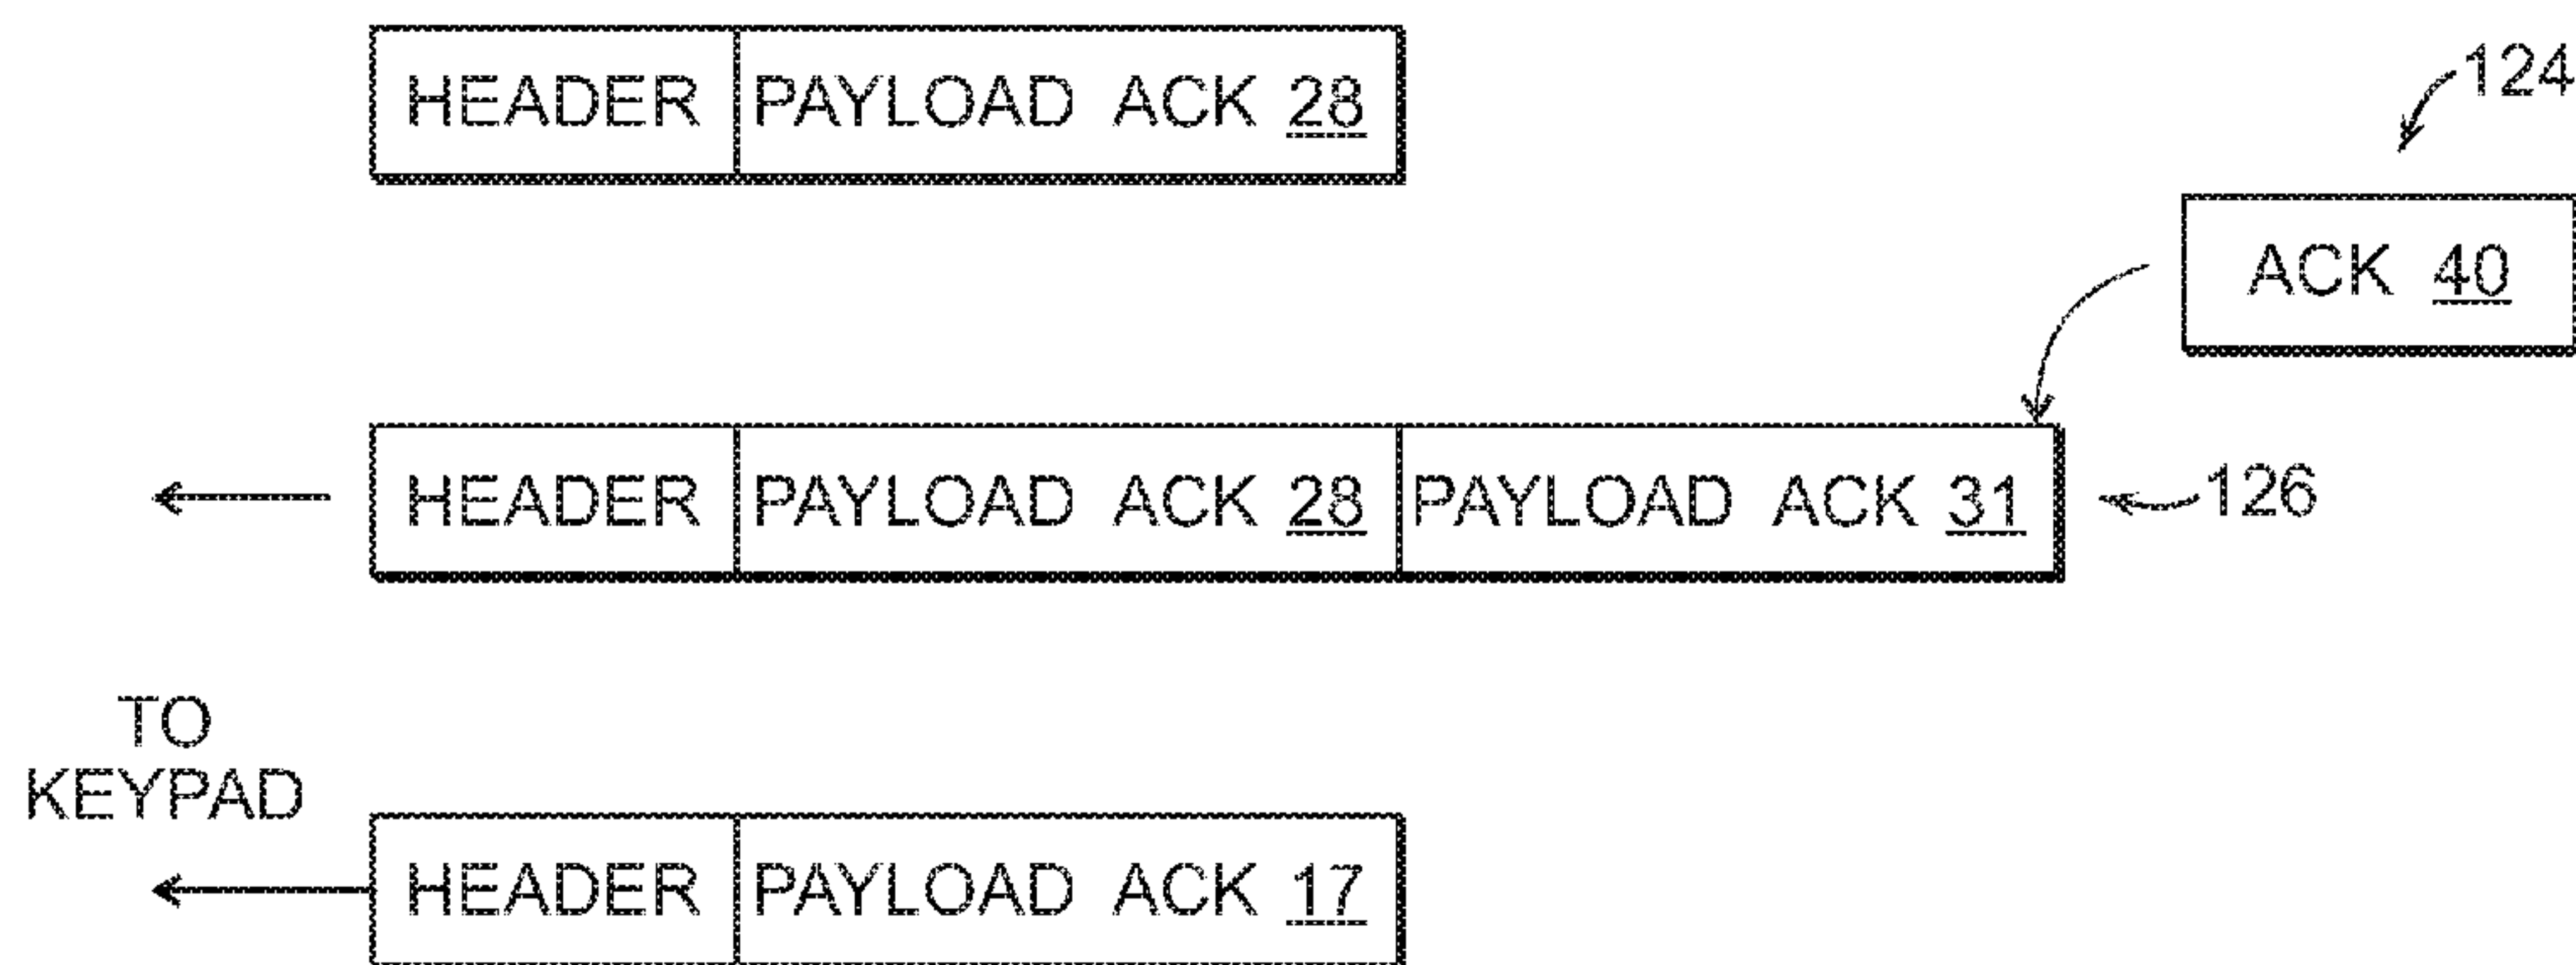 HEADER PAYLOAD ACK 28
124
ACK 40
HEADER PAYLOAD ACK 28 PAYLOAD ACK 31
126
TO
KEYPAD
HEADER PAYLOAD ACK 17